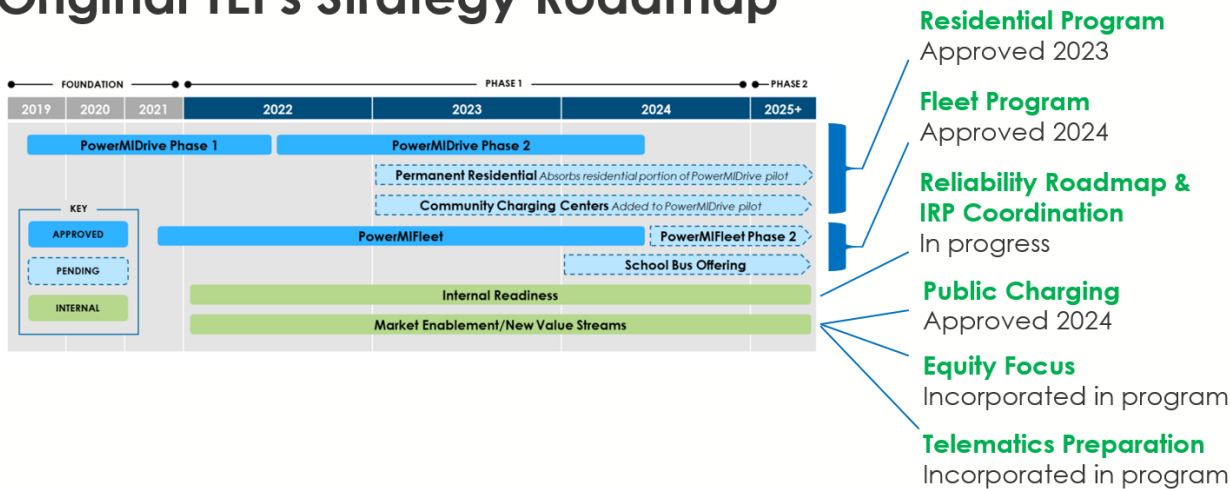 Original TEPs Strategy Roadmap
FOUNDATION
PHASE 1
PHASE 2
2019
2020
2021
2022
2023
2024
2025+
PowerMIDrive Phase 1
PowerMIDrive Phase 2
Permanent Residential Absorbs residential portion of PowerMIDrive pilot
Community Charging Centers Added to PowerMIDrive pilot
KEY
APPROVED
PENDING
INTERNAL
PowerMIFleet
PowerMIFleet Phase 2
School Bus Offering
Internal Readiness
Market Enablement/New Value Streams
Residential Program
Approved 2023
Fleet Program
Approved 2024
Reliability Roadmap &
IRP Coordination
In progress
Public Charging
Approved 2024
Equity Focus
Incorporated in program
Telematics Preparation
Incorporated in program